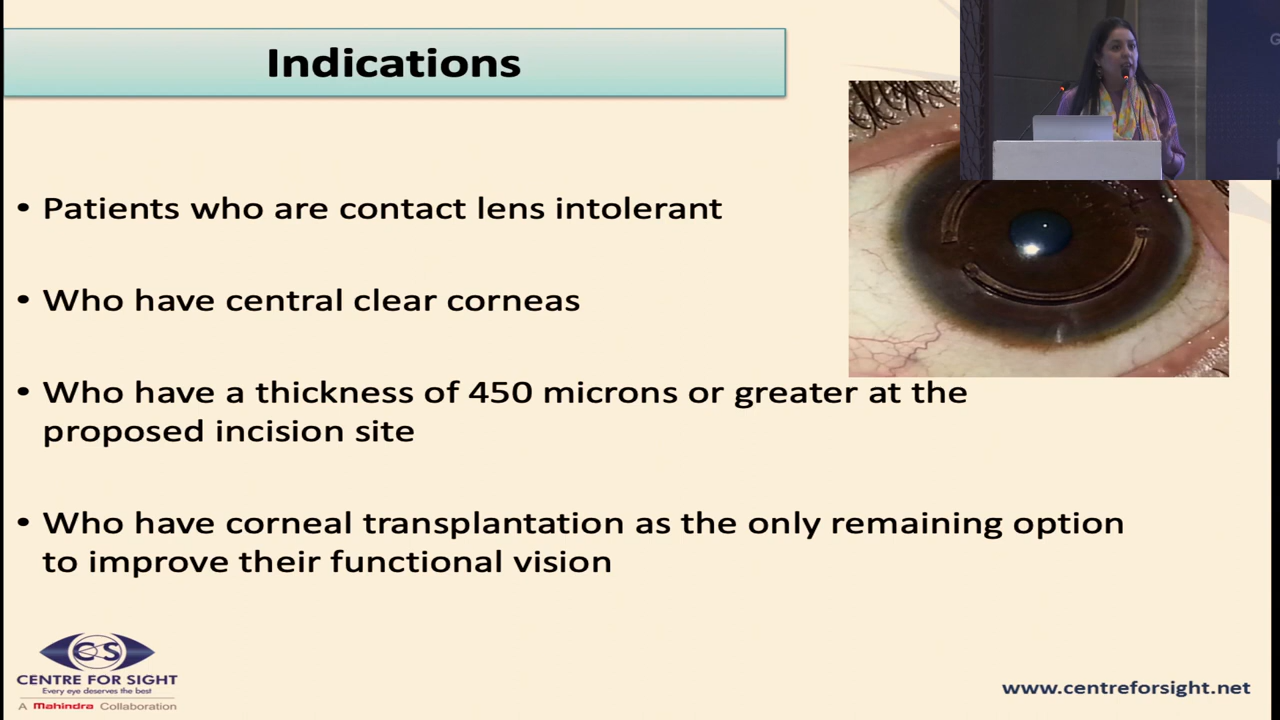 Indications
• Patients who are contact lens intolerant
• Who have central clear corneas
• Who have a thickness of 450 microns or greater at the
proposed incision site
• Who have corneal transplantation as the only remaining option
to improve their functional vision
CS
CENTRE FOR SIGHT
Every eye deserves the best
A Mahindra Collaboration
www.centreforsight.net
G